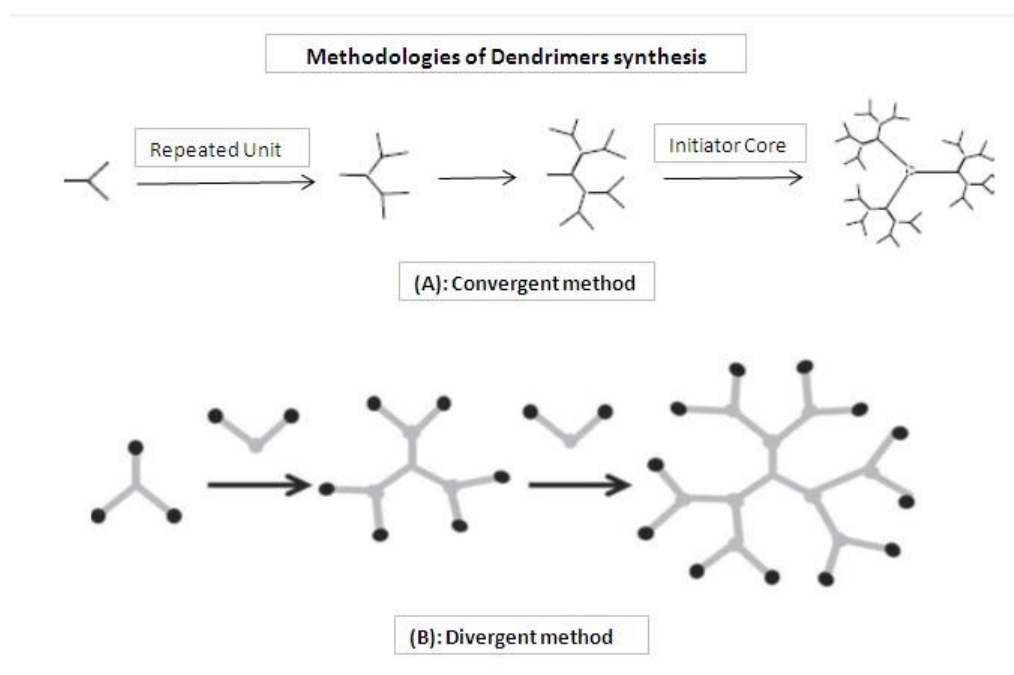 Methodologies of Dendrimers synthesis
Repeated Unit
Initiator Core
(A): Convergent method
(B): Divergent method